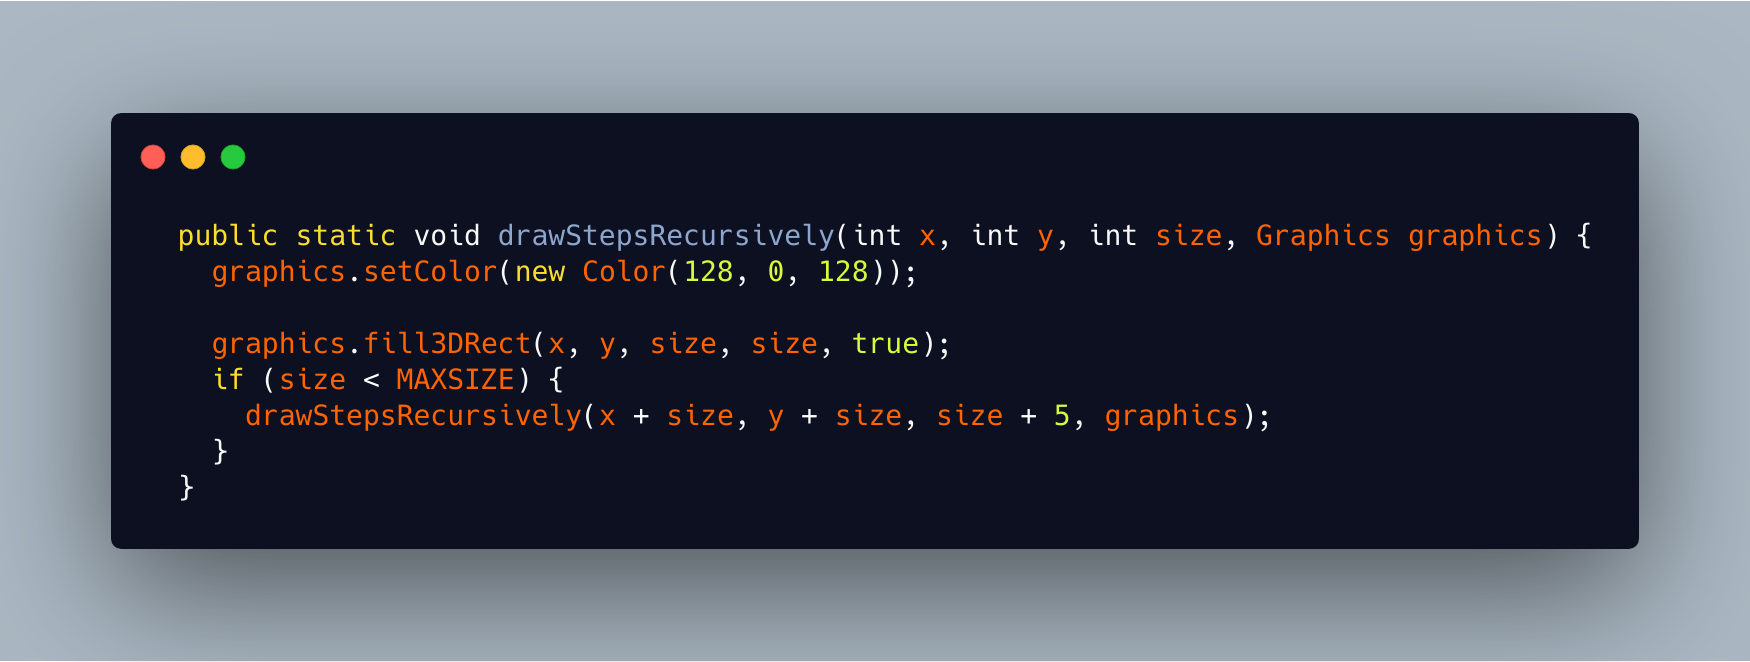 public static void drawStepsRecursively(int x, int y, int size, Graphics graphics) {
  graphics.setColor(new Color(128, 0, 128));

  graphics.fill3DRect(x, y, size, size, true);
  if (size < MAXSIZE) {
    drawStepsRecursively(x + size, y + size, size + 5, graphics);
  }
}